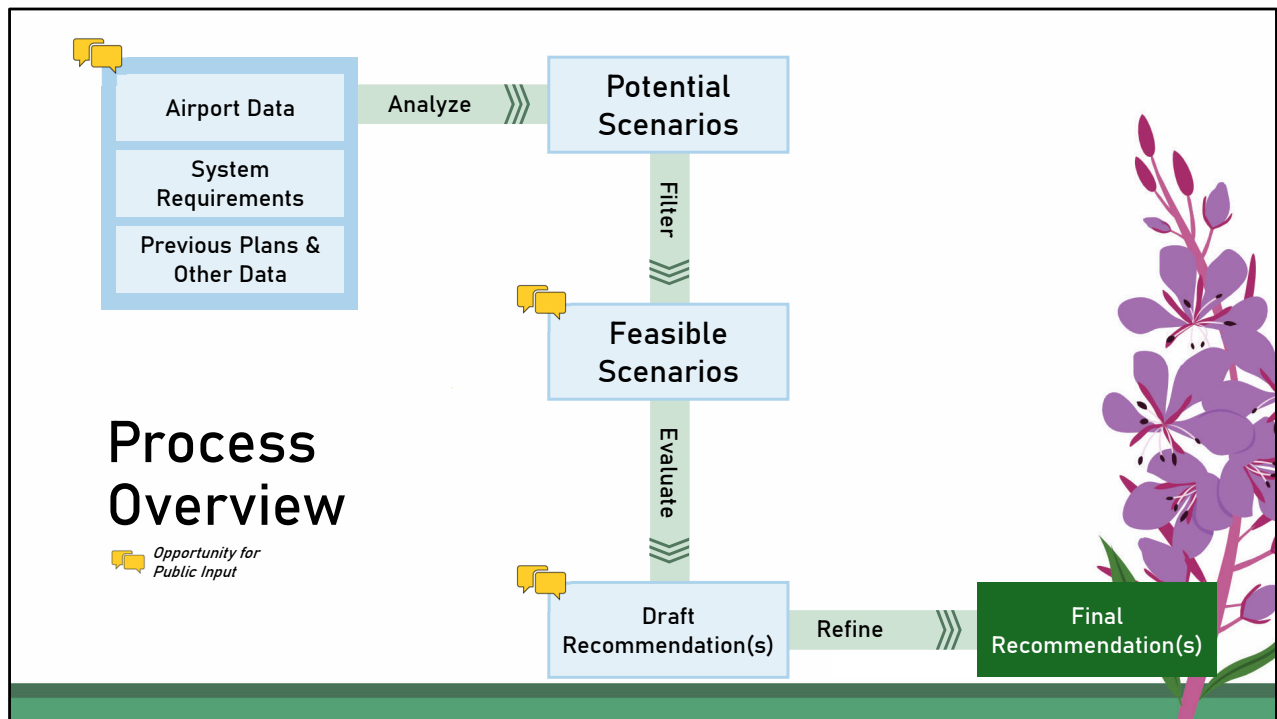 Airport Data
System
Requirements
Previous Plans &
Other Data
Analyze
Potential
Scenarios
Filter
Feasible
Scenarios
Evaluate
Draft
Recommendation(s)
Refine
Final
Recommendation(s)
Process
Overview
Opportunity for
Public Input